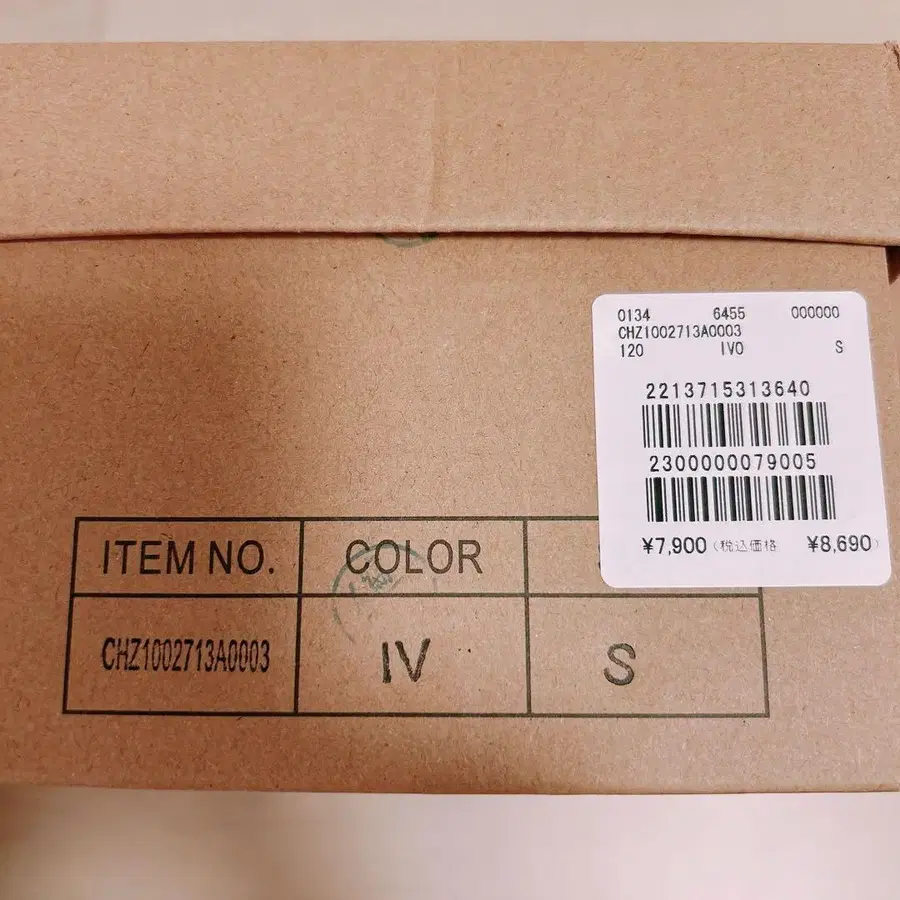 0134 6455 000000
CHZ1002713A0003
120 IVO S
2213715313640
2300000079005
¥7,900 (税込価格 ¥8,690)
ITEM NO. COLOR
CHZ1002713A0003 IV S